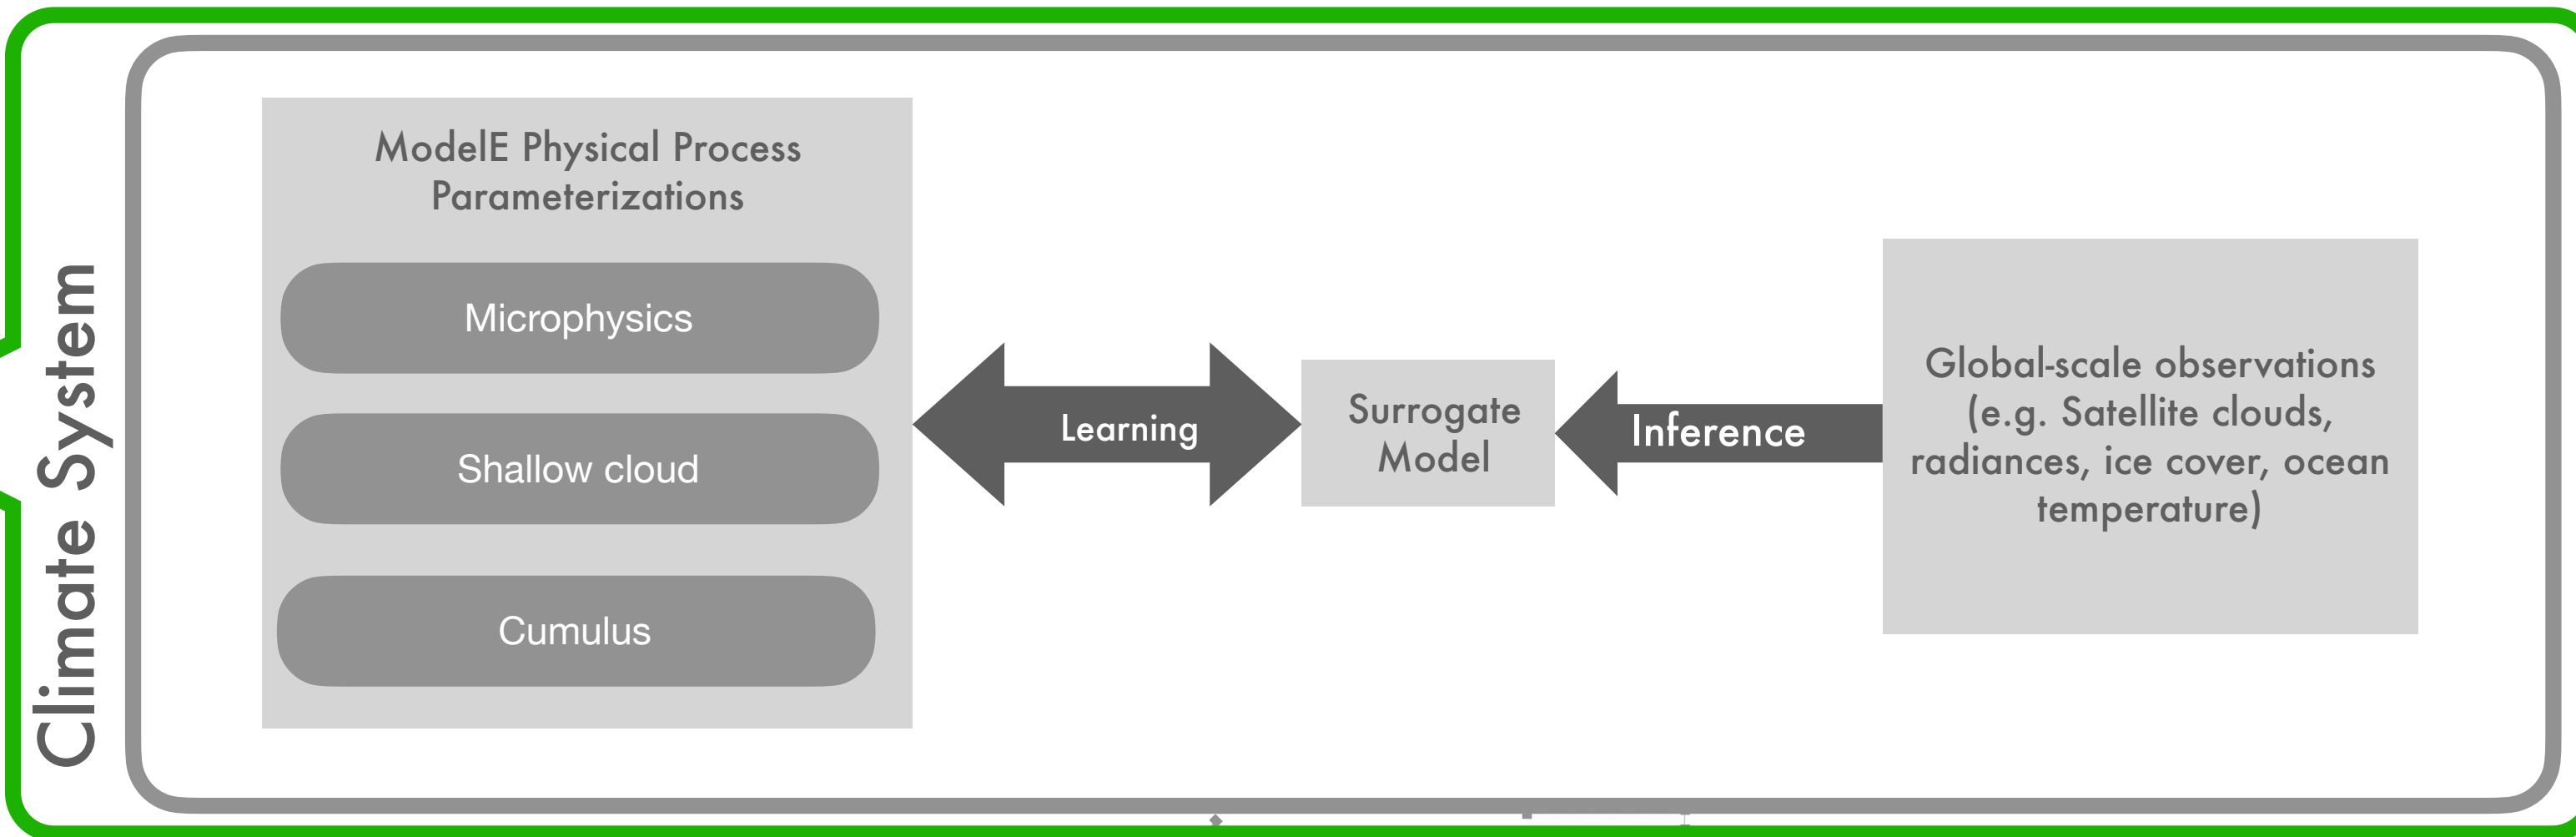 Climate System
ModelE Physical Process
Parameterizations
Microphysics
Shallow cloud
Cumulus
Learning
Surrogate
Model
Inference
Global-scale observations
(e.g. Satellite clouds,
radiances, ice cover, ocean
temperature)